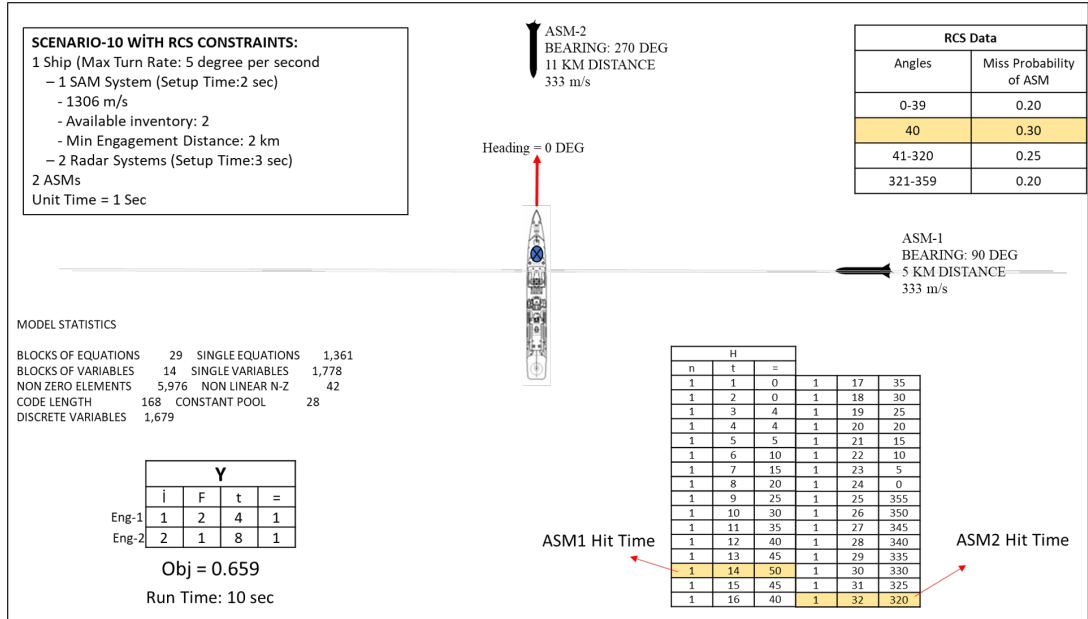 SCENARIO-10 WİTH RCS CONSTRAINTS:
1 Ship (Max Turn Rate: 5 degree per second
– 1 SAM System (Setup Time:2 sec)
- 1306 m/s
- Available inventory: 2
- Min Engagement Distance: 2 km
– 2 Radar Systems (Setup Time:3 sec)
2 ASMs
Unit Time = 1 Sec
ASM-2
BEARING: 270 DEG
11 KM DISTANCE
333 m/s
Heading = 0 DEG
RCS Data
Angles Miss Probability of ASM
0-39 0.20
40 0.30
41-320 0.25
321-359 0.20
ASM-1
BEARING: 90 DEG
5 KM DISTANCE
333 m/s
MODEL STATISTICS
BLOCKS OF EQUATIONS 29 SINGLE EQUATIONS 1,361
BLOCKS OF VARIABLES 14 SINGLE VARIABLES 1,778
NON ZERO ELEMENTS 5,976 NON LINEAR N-Z 42
CODE LENGTH 168 CONSTANT POOL 28
DISCRETE VARIABLES 1,679
Y
İ F t =
Eng-1 1 2 4 1
Eng-2 2 1 8 1
Obj = 0.659
Run Time: 10 sec
ASM1 Hit Time
H
n t =
1 1 0 1 17 35
1 2 0 1 18 30
1 3 4 1 19 25
1 4 4 1 20 20
1 5 5 1 21 15
1 6 10 1 22 10
1 7 15 1 23 5
1 8 20 1 24 0
1 9 25 1 25 355
1 10 30 1 26 350
1 11 35 1 27 345
1 12 40 1 28 340
1 13 45 1 29 335
1 14 50 1 30 330
1 15 45 1 31 325
1 16 40 1 32 320
ASM2 Hit Time